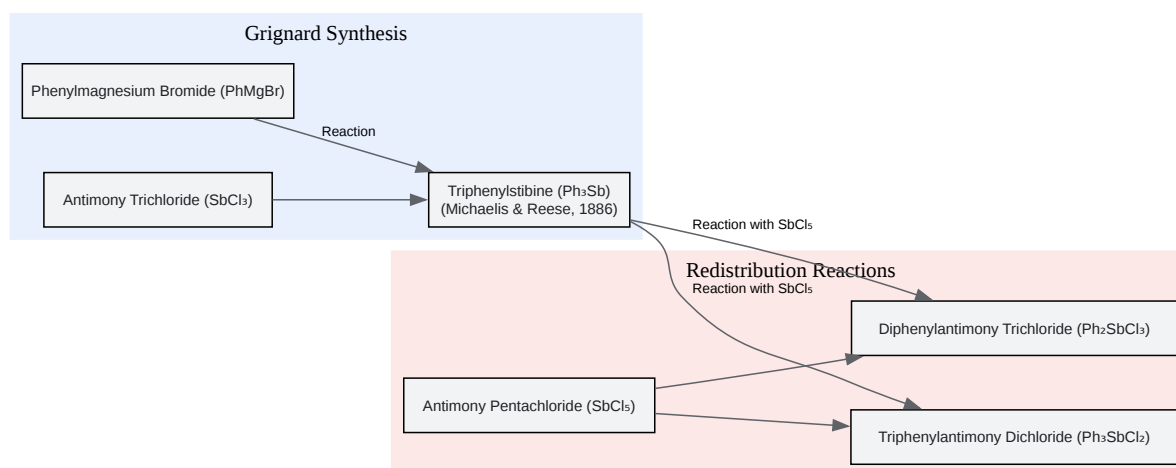 Grignard Synthesis
Phenylmagnesium Bromide (PhMgBr)
Reaction
Antimony Trichloride (SbCl₃)
Triphenylstibine (Ph₃Sb)
(Michaelis & Reese, 1886)
Reaction with SbCl₅
Redistribution Reactions
Reaction with SbCl₅
Diphenylantimony Trichloride (Ph₂SbCl₃)
Antimony Pentachloride (SbCl₅)
Triphenylantimony Dichloride (Ph₃SbCl₂)